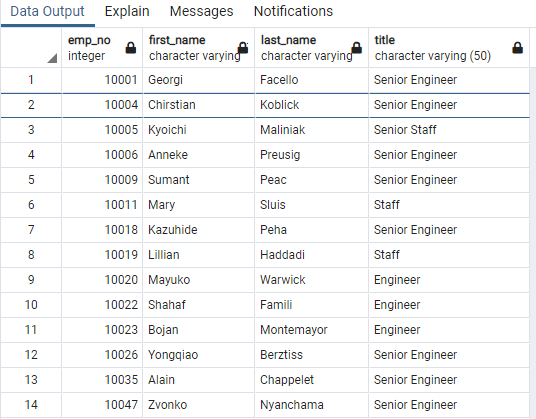 Data Output Explain Messages Notifications
emp_no first_name last_name title
integer character varying character varying character varying (50)
1 10001 Georgi Facello Senior Engineer
2 10004 Chirstian Koblick Senior Engineer
3 10005 Kyoichi Maliniak Senior Staff
4 10006 Anneke Preusig Senior Engineer
5 10009 Sumant Peac Senior Engineer
6 10011 Mary Sluis Staff
7 10018 Kazuhide Peha Senior Engineer
8 10019 Lillian Haddadi Staff
9 10020 Mayuko Warwick Engineer
10 10022 Shahaf Famili Engineer
11 10023 Bojan Montemayor Engineer
12 10026 Yongqiao Berztiss Senior Engineer
13 10035 Alain Chappelet Senior Engineer
14 10047 Zvonko Nyanchama Senior Engineer